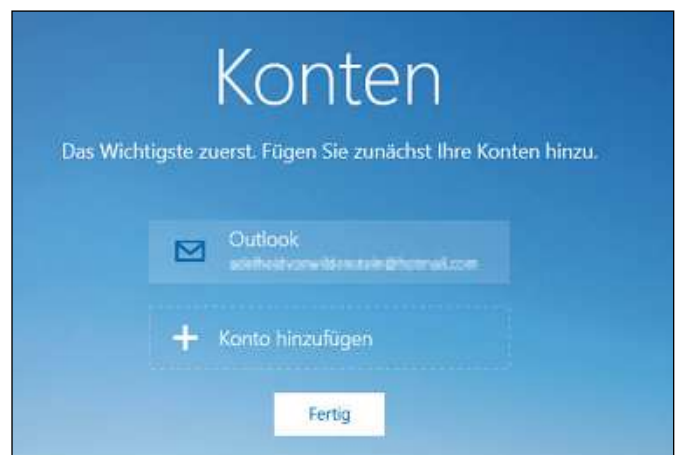 Konten
Das Wichtigste zuerst. Fügen Sie zunächst Ihre Konten hinzu.
Outlook
Konto hinzufügen
Fertig